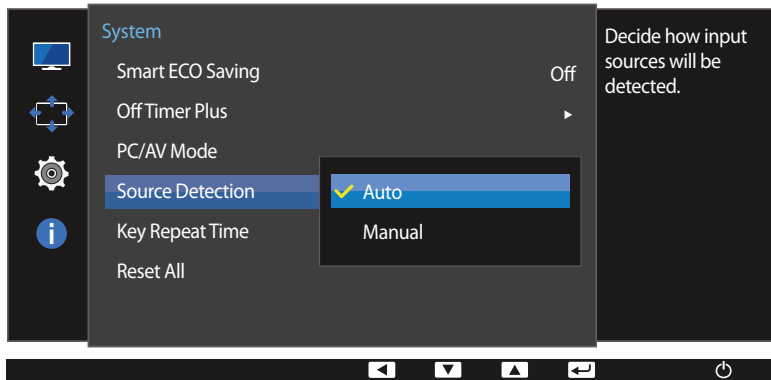 System
Smart ECO Saving Off
Off Timer Plus
PC/AV Mode
Source Detection Auto
Key Repeat Time Manual
Reset All
Decide how input
sources will be
detected.